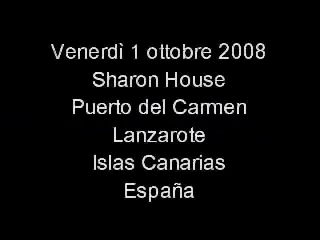 Venerdì 1 ottobre 2008
Sharon House
Puerto del Carmen
Lanzarote
Islas Canarias
España